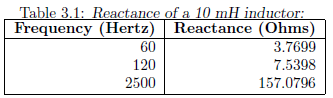 Table 3.1: Reactance of a 10 mH inductor:
Frequency (Hertz) Reactance (Ohms)
60 3.7699
120 7.5398
2500 157.0796